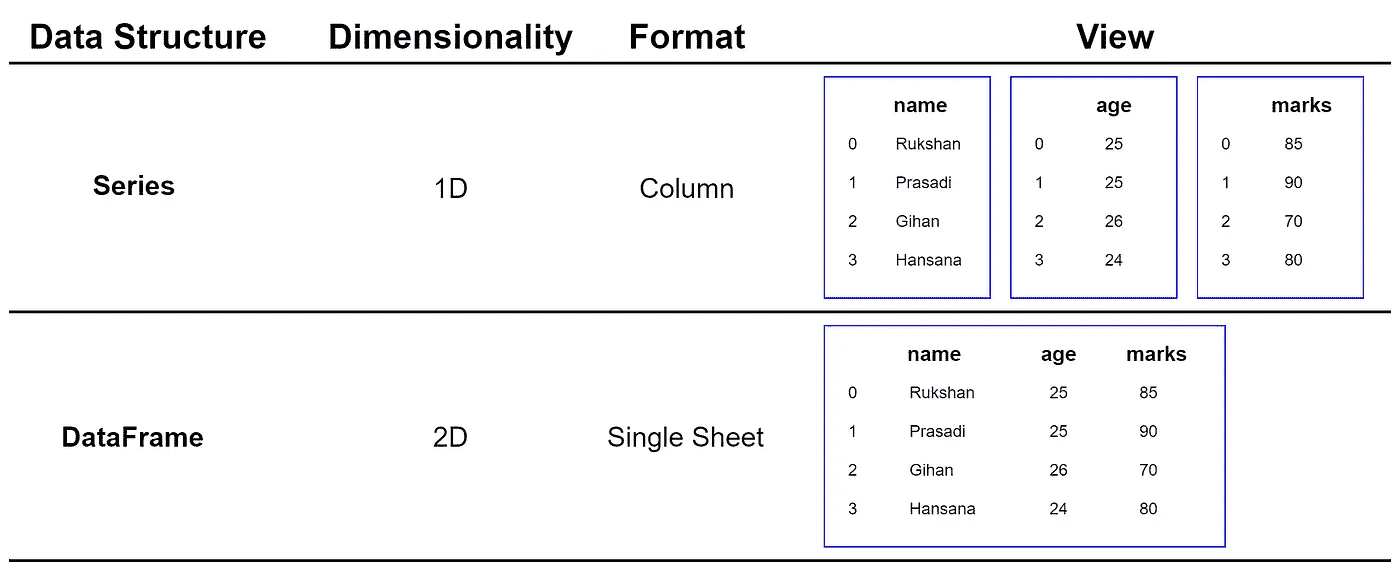 Data Structure Dimensionality Format View
name age marks
0 Rukshan 0 25 0 85
1 Prasadi 1 25 1 90
Series 1D Column
2 Gihan 2 26 2 70
3 Hansana 3 24 3 80
name age marks
0 Rukshan 25 85
1 Prasadi 25 90
DataFrame 2D Single Sheet
2 Gihan 26 70
3 Hansana 24 80